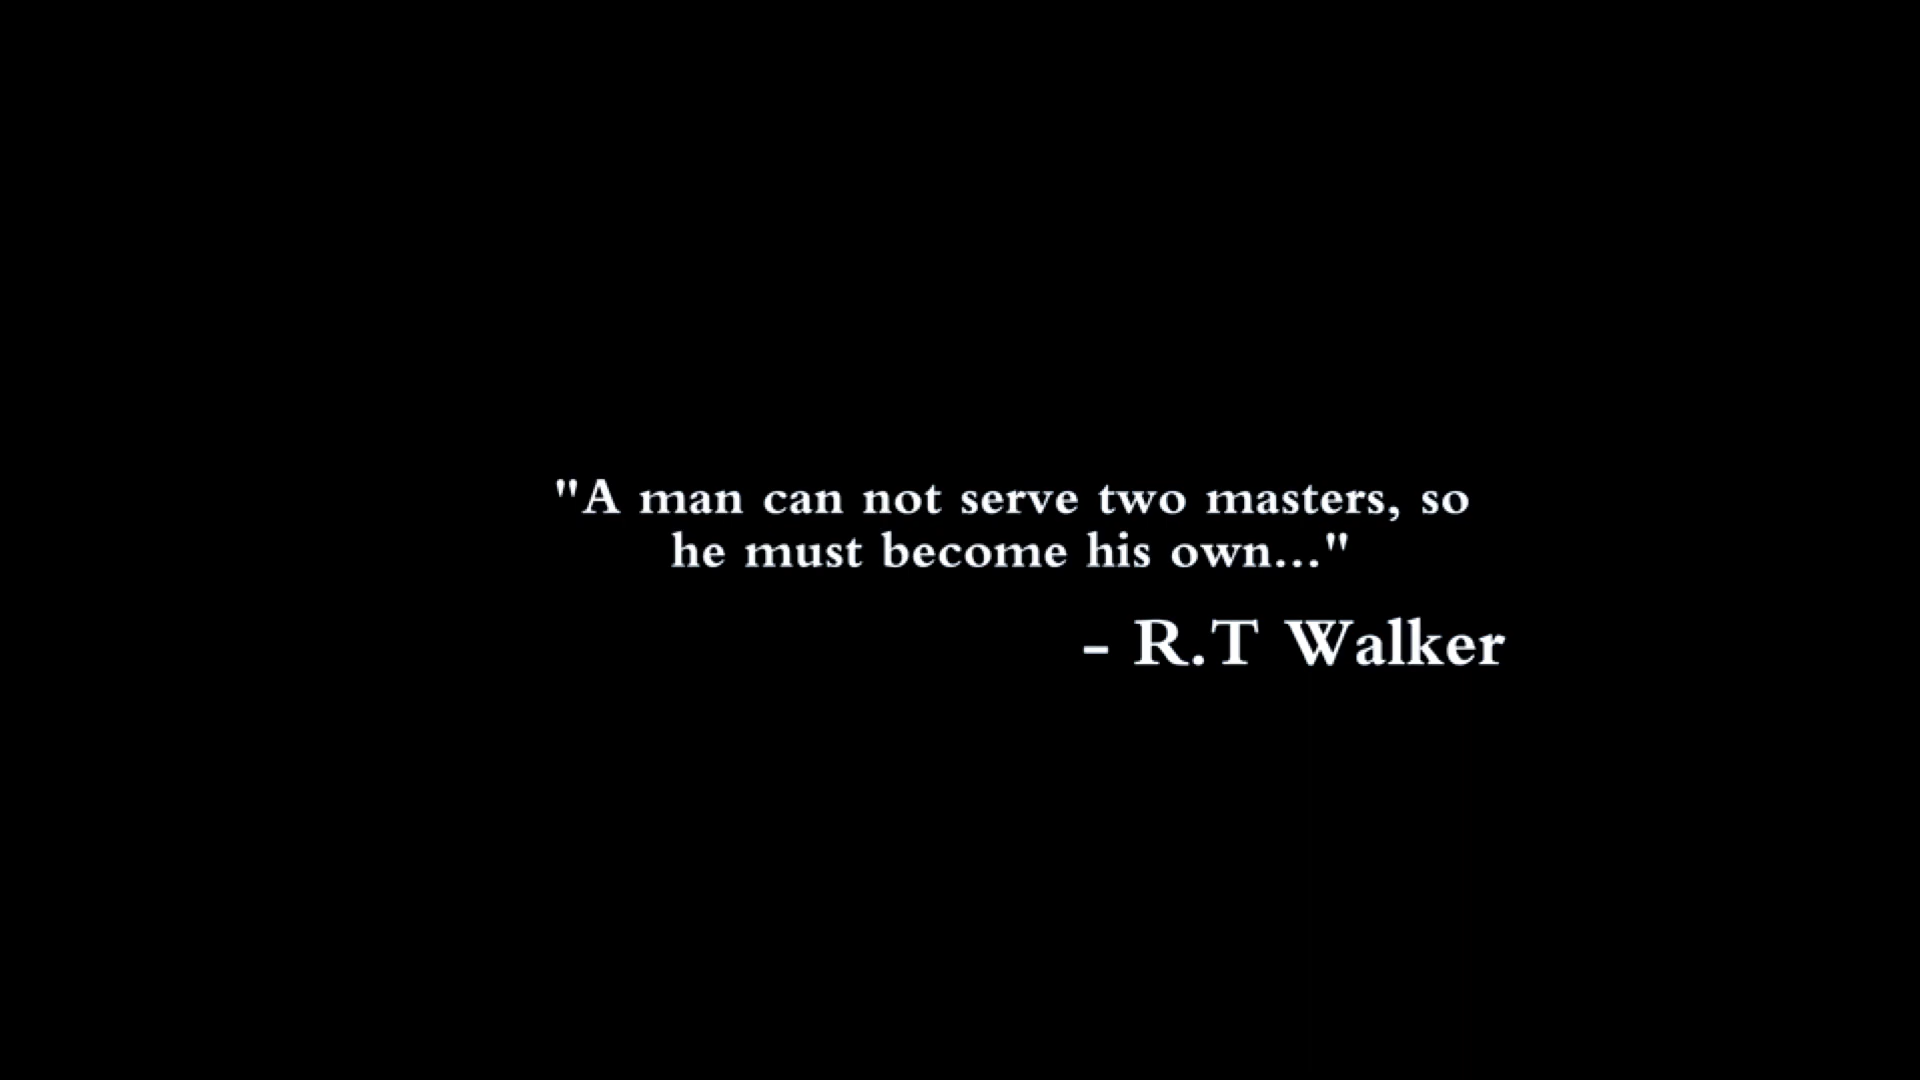 "A man can not serve two masters, so
he must become his own..."
- R.T Walker